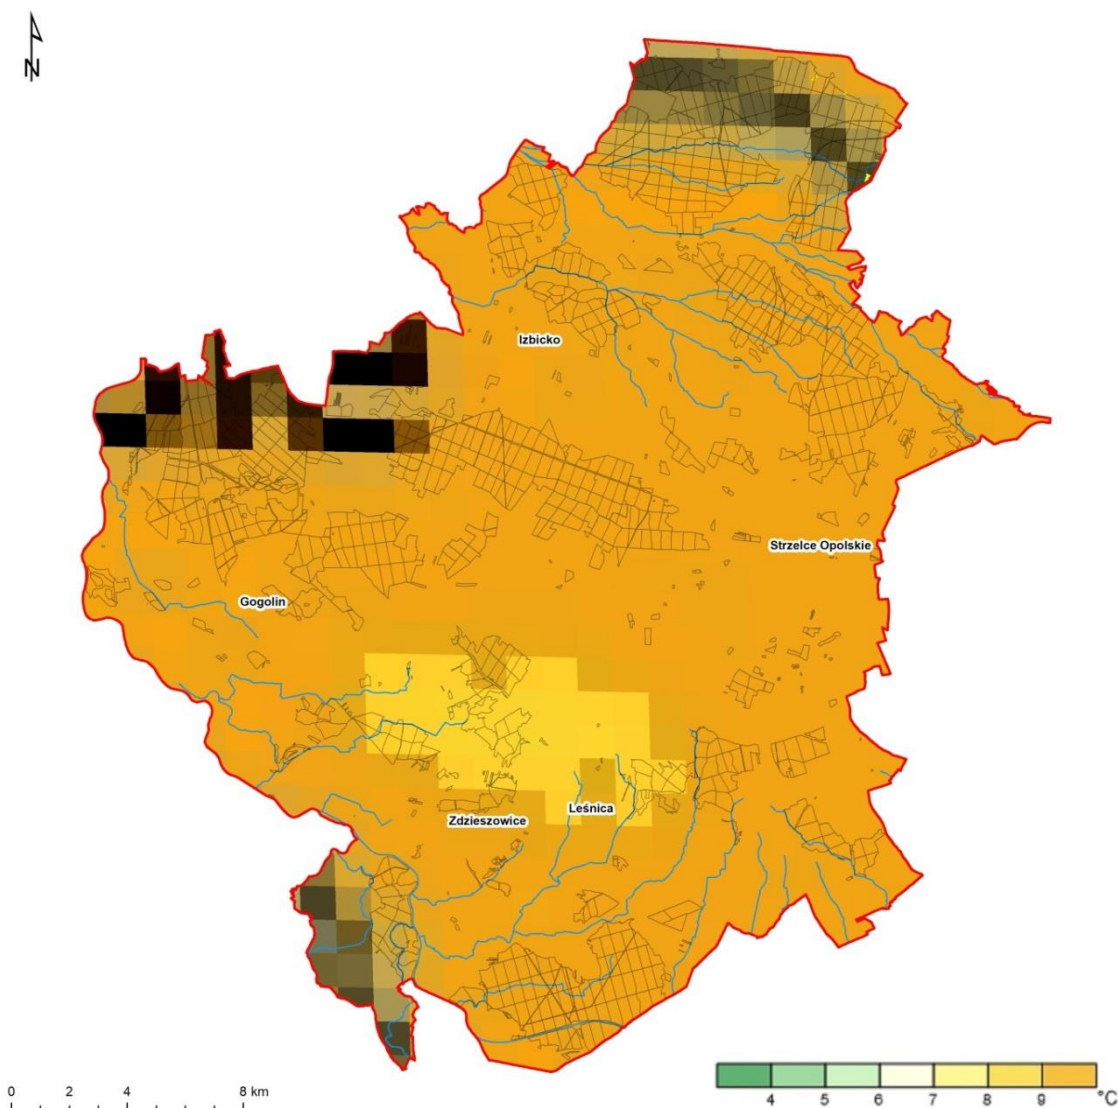 N
Izbicko
Strzelce Opolskie
Gogolin
Leśnica
Zdzieszowice
0 2 4 8 km
4 5 6 7 8 9 °C